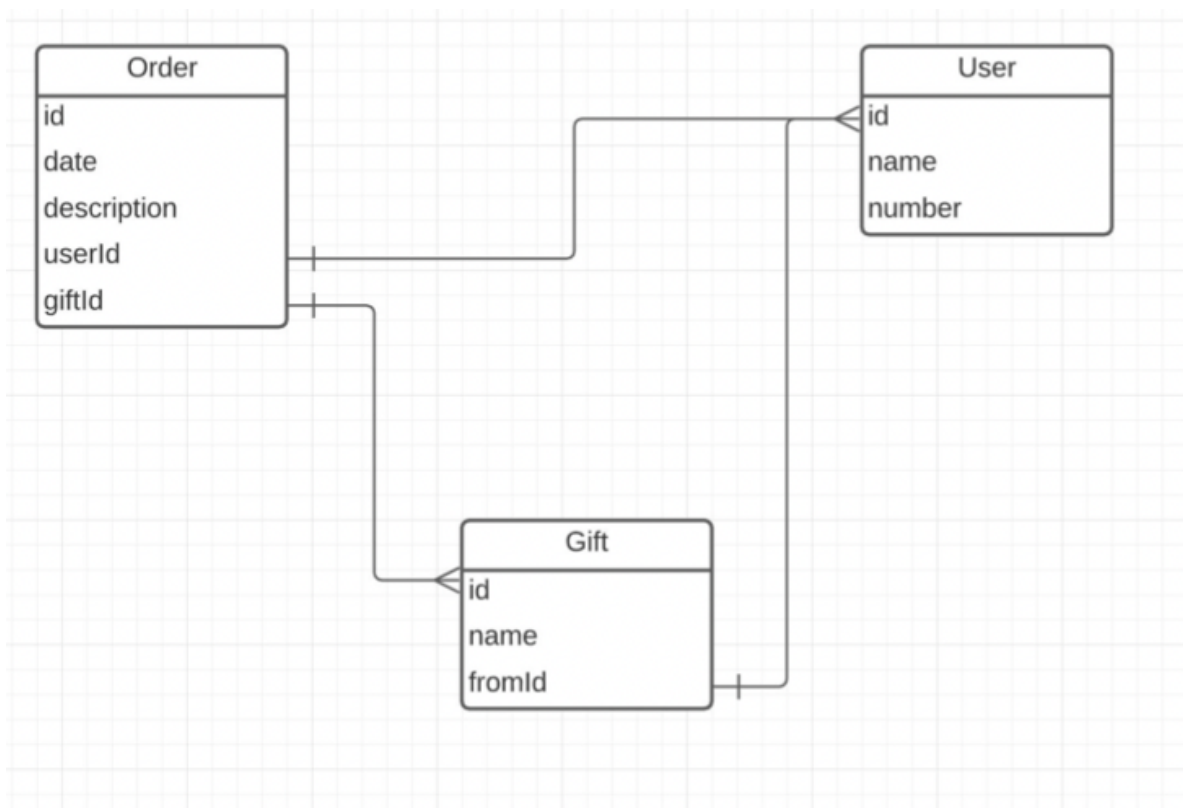 Order
id
date
description
userId
giftId
User
id
name
number
Gift
id
name
fromId